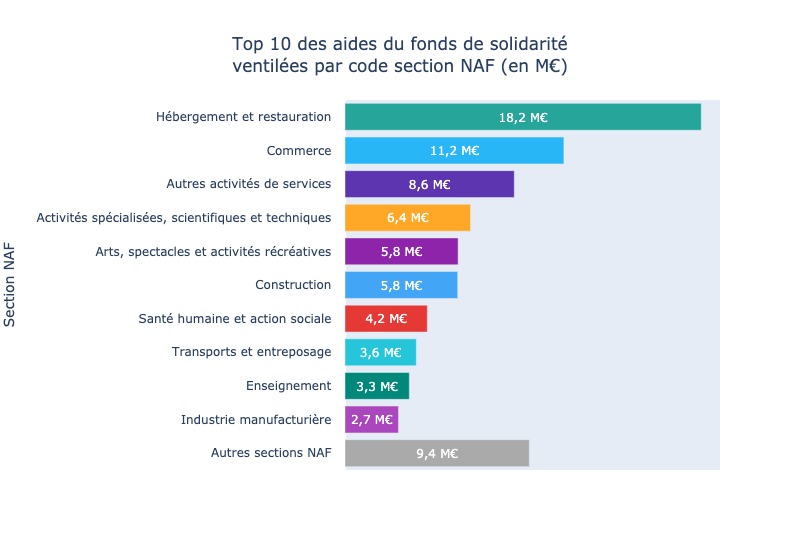 Top 10 des aides du fonds de solidarité
ventilées par code section NAF (en M€)
Section NAF
Hébergement et restauration 18,2 M€
Commerce 11,2 M€
Autres activités de services 8,6 M€
Activités spécialisées, scientifiques et techniques 6,4 M€
Arts, spectacles et activités récréatives 5,8 M€
Construction 5,8 M€
Santé humaine et action sociale 4,2 M€
Transports et entreposage 3,6 M€
Enseignement 3,3 M€
Industrie manufacturière 2,7 M€
Autres sections NAF 9,4 M€